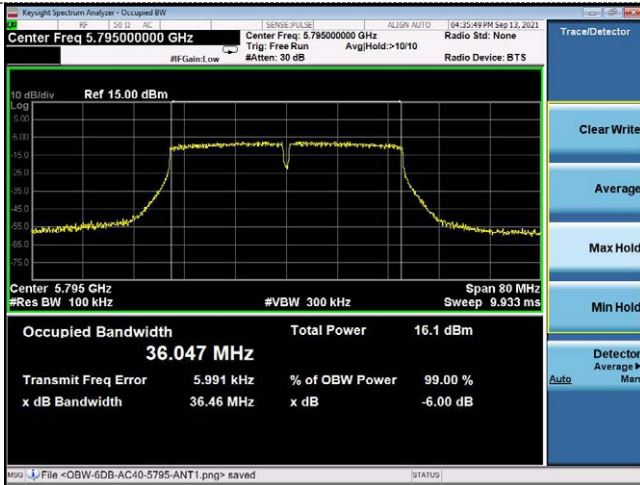 Keysight Spectrum Analyzer - Occupied BW
RF 50 Ω AC SENSE:PULSE ALIGN AUTO 04:35:49 PM Sep 13, 2021
Center Freq 5.795000000 GHz
Center Freq: 5.795000000 GHz Radio Std: None
Trig: Free Run Avg|Hold:>10/10
#IFGain:Low #Atten: 30 dB Radio Device: BTS
Trace/Detector
10 dB/div Ref 15.00 dBm
Log
5.00
-5.00
-15.0
-25.0
-35.0
-45.0
-55.0
-65.0
-75.0
Center 5.795 GHz Span 80 MHz
#Res BW 100 kHz #VBW 300 kHz Sweep 9.933 ms
Occupied Bandwidth Total Power 16.1 dBm
36.047 MHz
Transmit Freq Error 5.991 kHz % of OBW Power 99.00 %
x dB Bandwidth 36.46 MHz x dB -6.00 dB
Clear Write
Average
Max Hold
Min Hold
Detector
Average
Auto Man
MSG File <OBW-6DB-AC40-5795-ANT1.png> saved STATUS